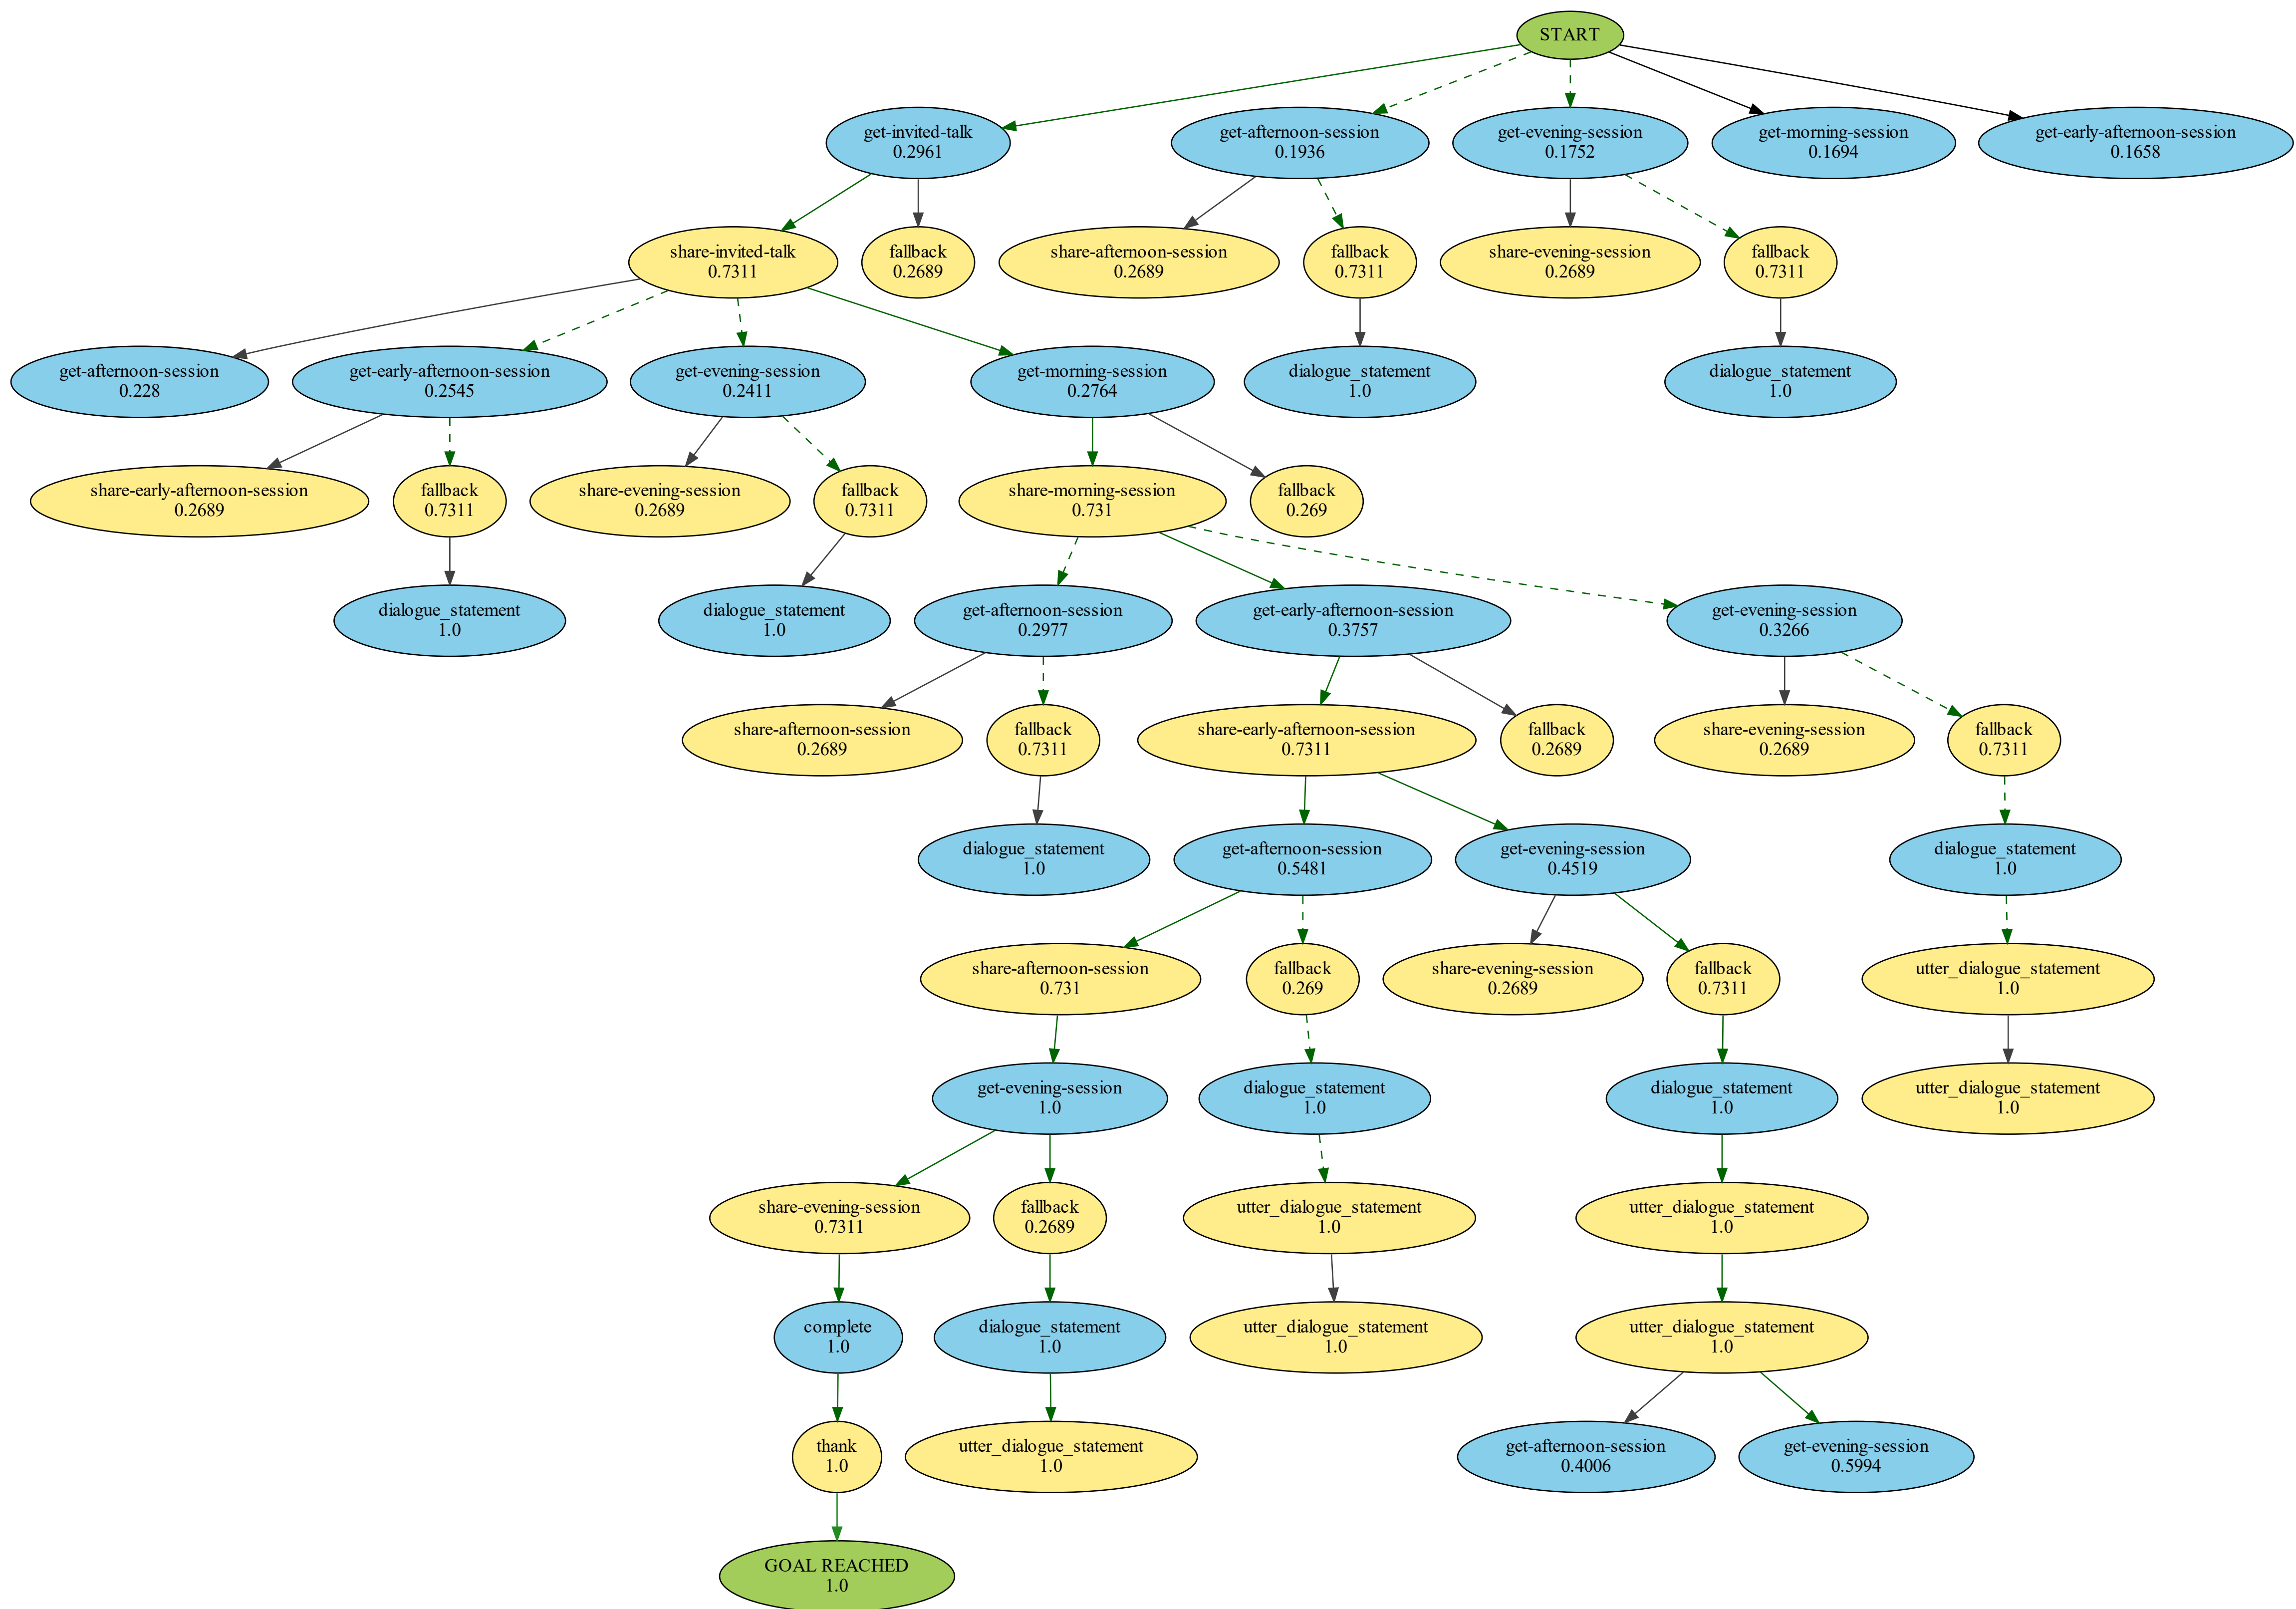 START
get-invited-talk
0.2961
get-afternoon-session
0.1936
get-evening-session
0.1752
get-morning-session
0.1694
get-early-afternoon-session
0.1658
share-invited-talk
0.7311
fallback
0.2689
share-afternoon-session
0.2689
fallback
0.7311
share-evening-session
0.2689
fallback
0.7311
get-afternoon-session
0.228
get-early-afternoon-session
0.2545
get-evening-session
0.2411
get-morning-session
0.2764
dialogue_statement
1.0
dialogue_statement
1.0
share-early-afternoon-session
0.2689
fallback
0.7311
share-evening-session
0.2689
fallback
0.7311
share-morning-session
0.731
fallback
0.269
dialogue_statement
1.0
dialogue_statement
1.0
get-afternoon-session
0.2977
get-early-afternoon-session
0.3757
get-evening-session
0.3266
share-afternoon-session
0.2689
fallback
0.7311
share-early-afternoon-session
0.7311
fallback
0.2689
share-evening-session
0.2689
fallback
0.7311
dialogue_statement
1.0
get-afternoon-session
0.5481
get-evening-session
0.4519
dialogue_statement
1.0
share-afternoon-session
0.731
fallback
0.269
share-evening-session
0.2689
fallback
0.7311
utter_dialogue_statement
1.0
get-evening-session
1.0
dialogue_statement
1.0
dialogue_statement
1.0
utter_dialogue_statement
1.0
share-evening-session
0.7311
fallback
0.2689
utter_dialogue_statement
1.0
utter_dialogue_statement
1.0
complete
1.0
dialogue_statement
1.0
utter_dialogue_statement
1.0
utter_dialogue_statement
1.0
thank
1.0
utter_dialogue_statement
1.0
get-afternoon-session
0.4006
get-evening-session
0.5994
GOAL REACHED
1.0